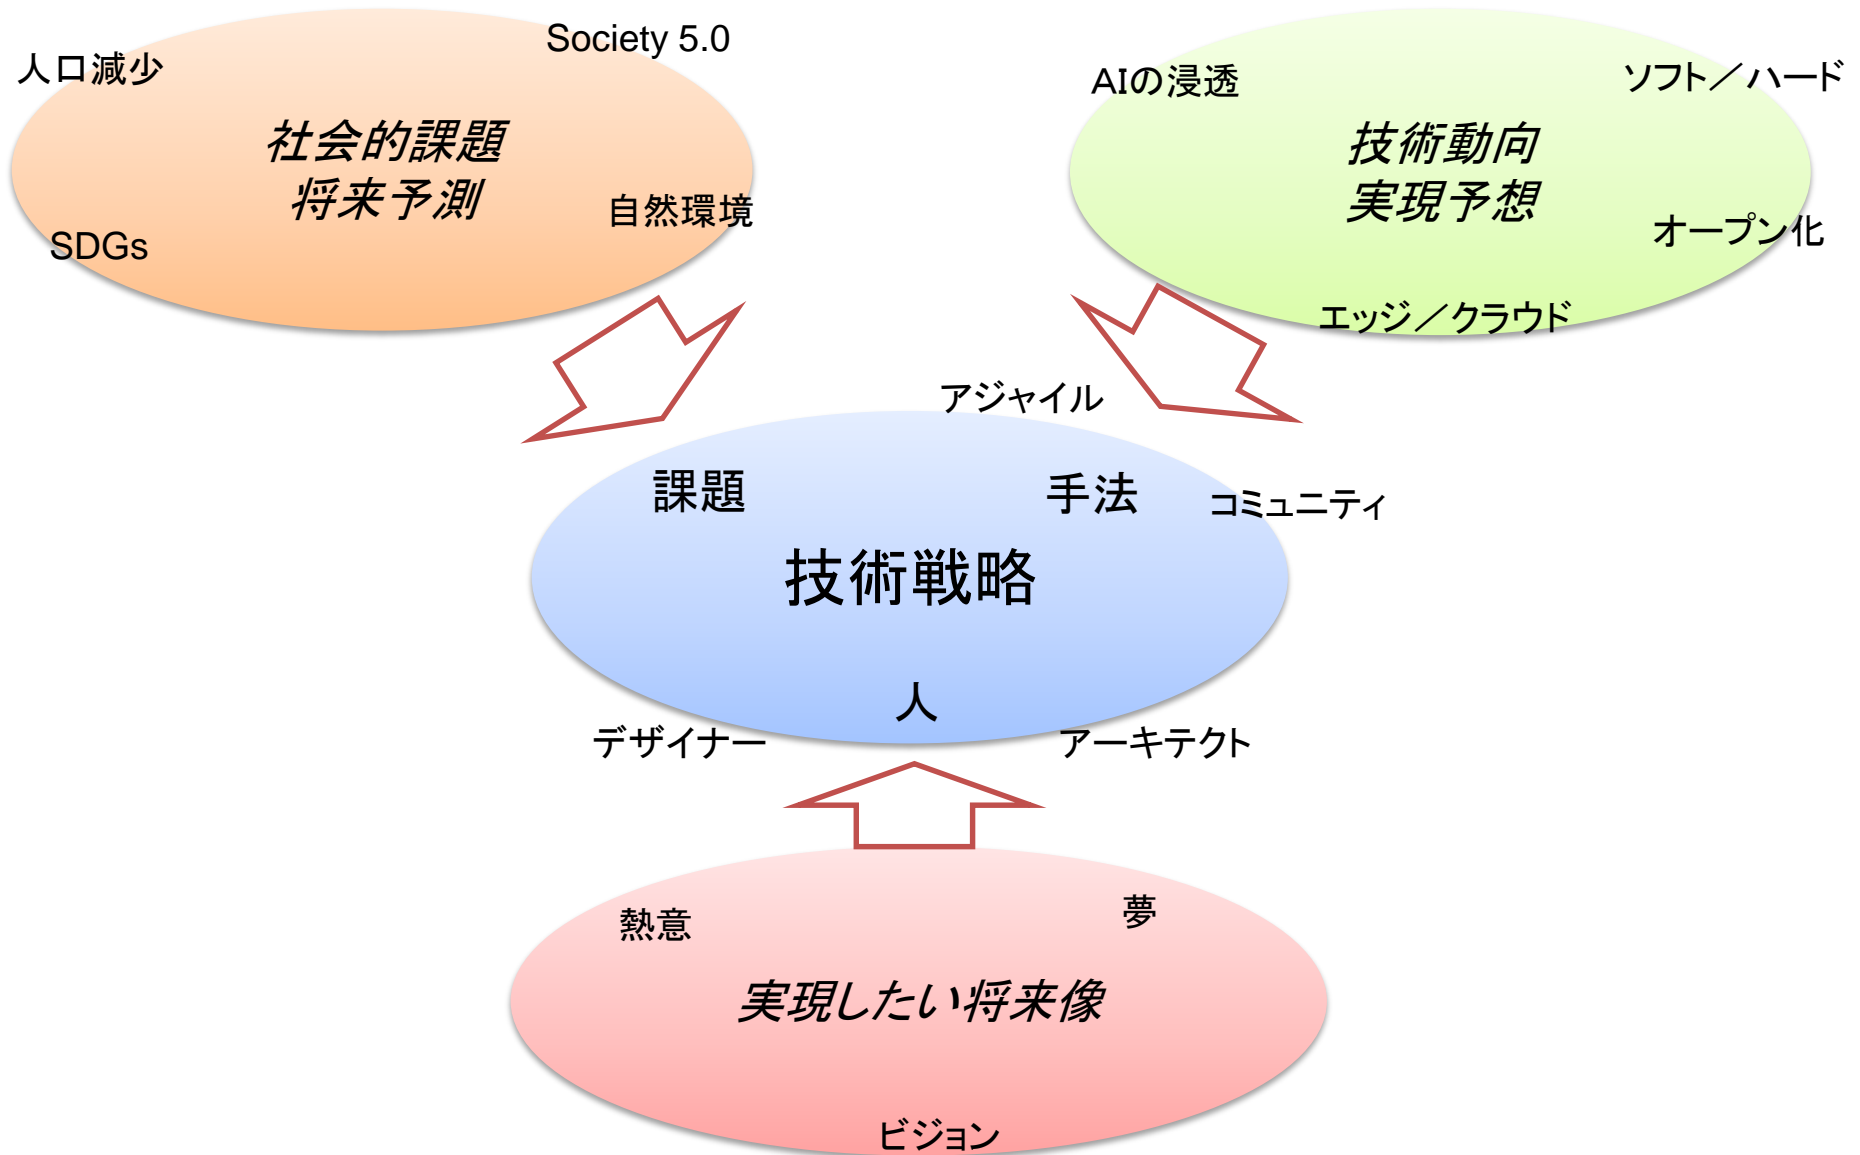 Society 5.0
人口減少
社会的課題
将来予測
自然環境
SDGs
AIの浸透
ソフト／ハード
技術動向
実現予想
オープン化
エッジ／クラウド
アジャイル
課題
手法
コミュニティ
技術戦略
人
デザイナー
アーキテクト
熱意
夢
実現したい将来像
ビジョン